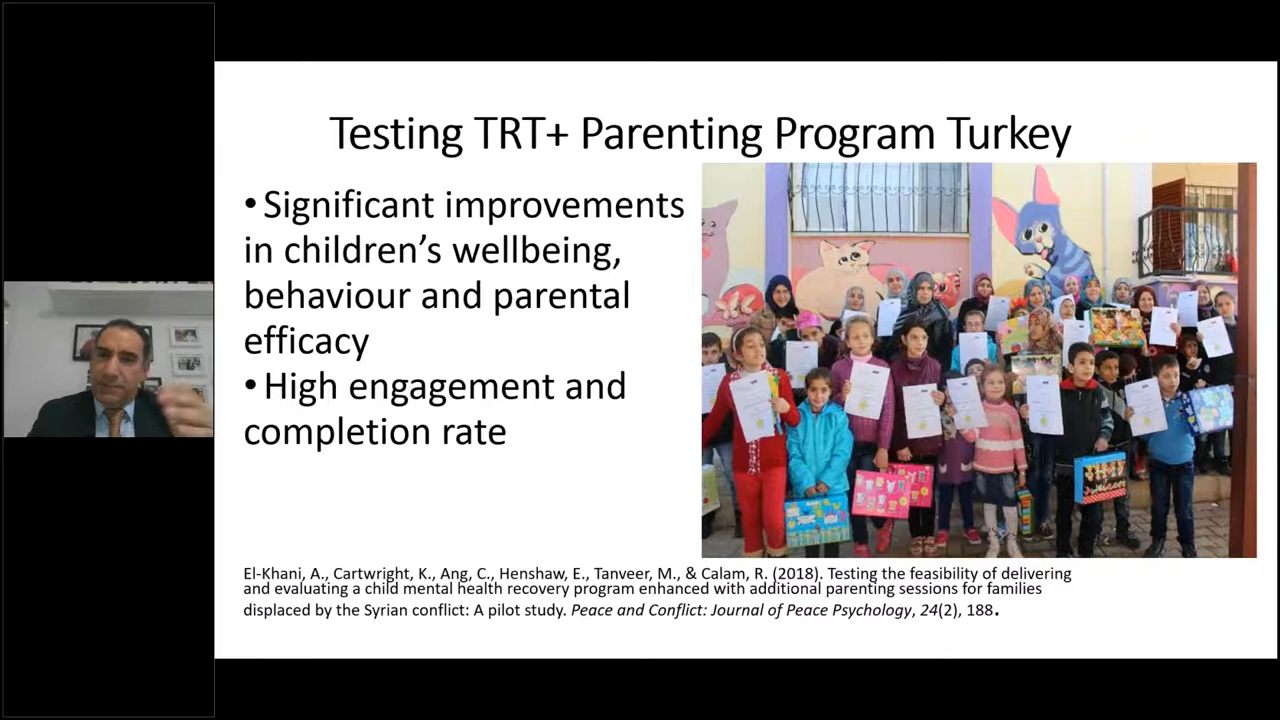 Testing TRT+ Parenting Program Turkey
• Significant improvements
in children’s wellbeing,
behaviour and parental
efficacy
• High engagement and
completion rate
El-Khani, A., Cartwright, K., Ang, C., Henshaw, E., Tanveer, M., & Calam, R. (2018). Testing the feasibility of delivering
and evaluating a child mental health recovery program enhanced with additional parenting sessions for families
displaced by the Syrian conflict: A pilot study. Peace and Conflict: Journal of Peace Psychology, 24(2), 188.